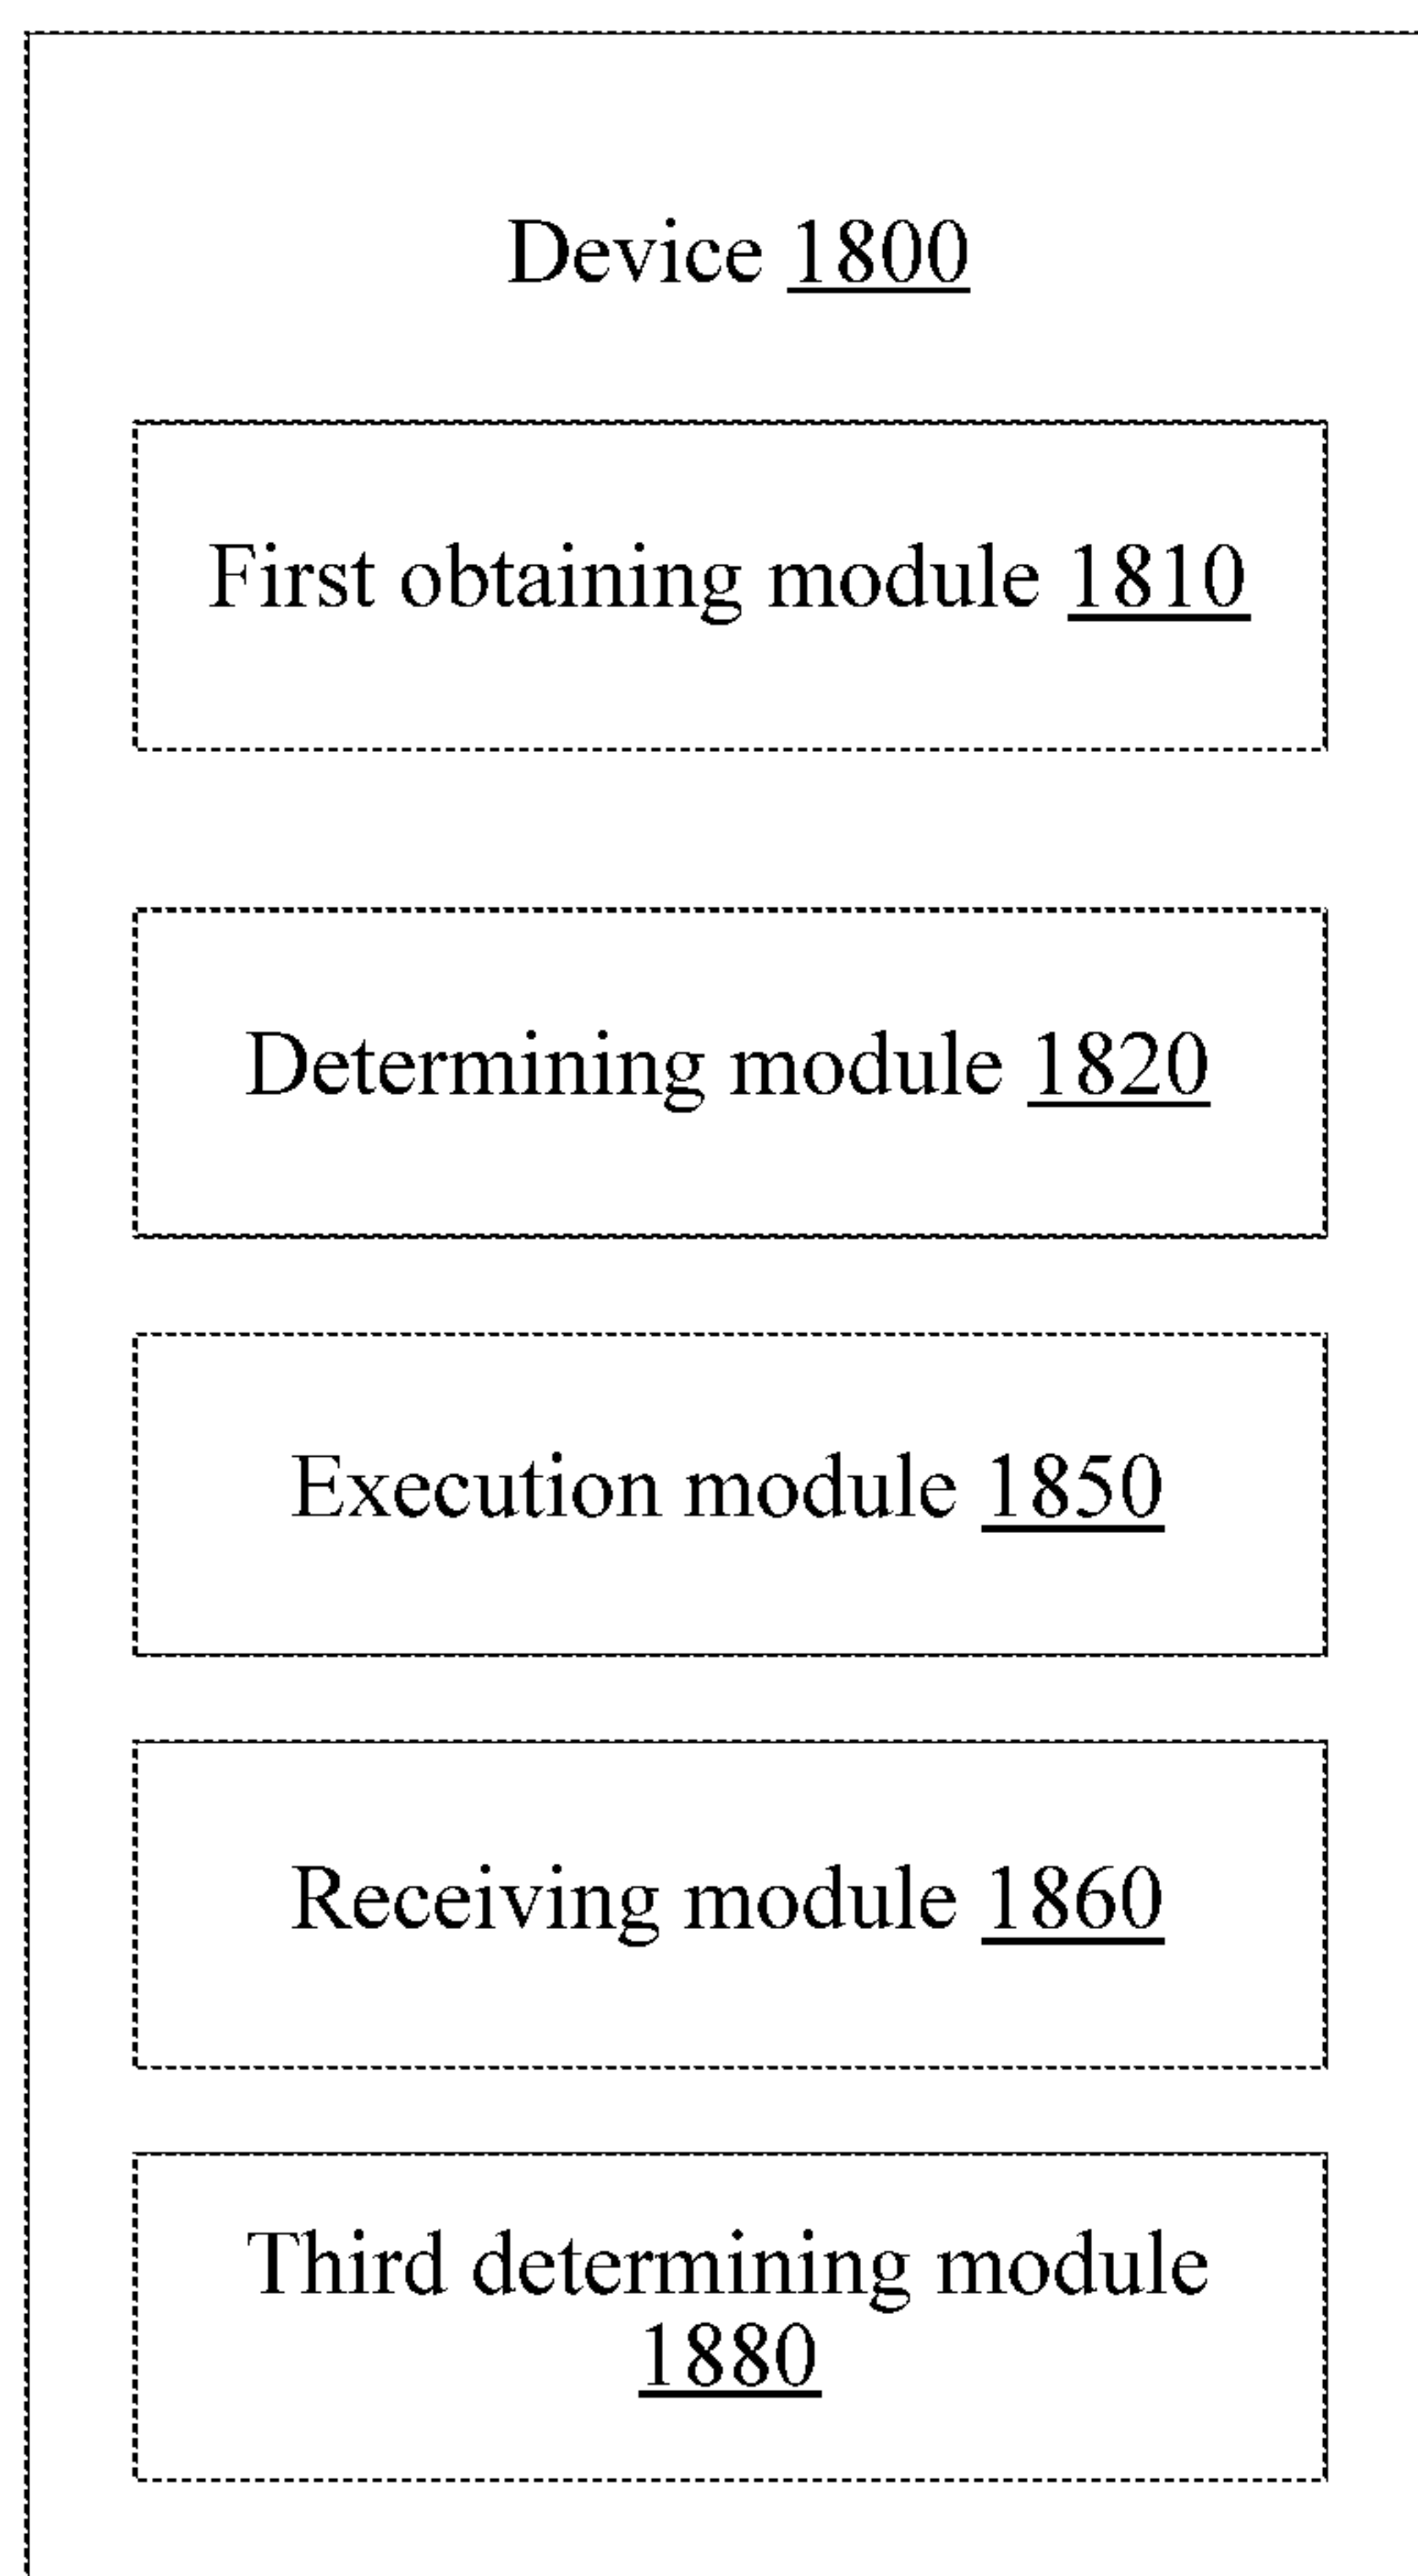 Device 1800
First obtaining module 1810
Determining module 1820
Execution module 1850
Receiving module 1860
Third determining module
1880